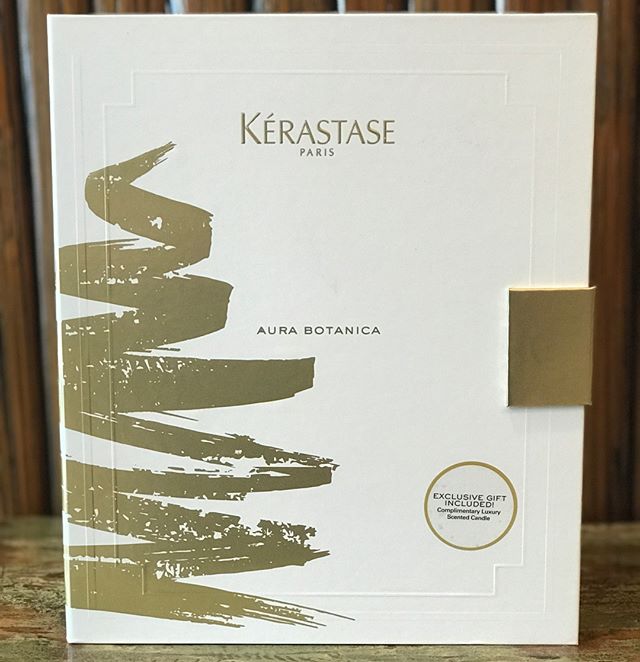 KÉRASTASE
PARIS
AURA BOTANICA
EXCLUSIVE GIFT
INCLUDED!
Complimentary Luxury
Scented Candle